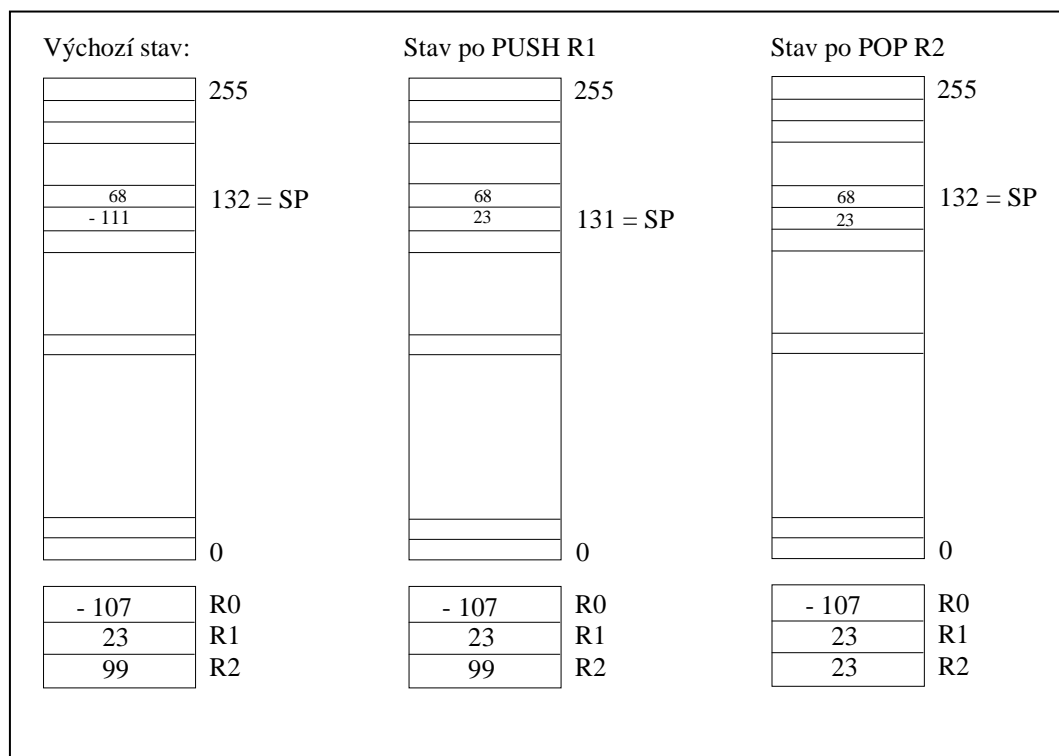 Výchozí stav:
255
68
132 = SP
- 111
0
- 107 R0
23 R1
99 R2
Stav po PUSH R1
255
68
23
131 = SP
0
- 107 R0
23 R1
99 R2
Stav po POP R2
255
68
132 = SP
23
0
- 107 R0
23 R1
23 R2